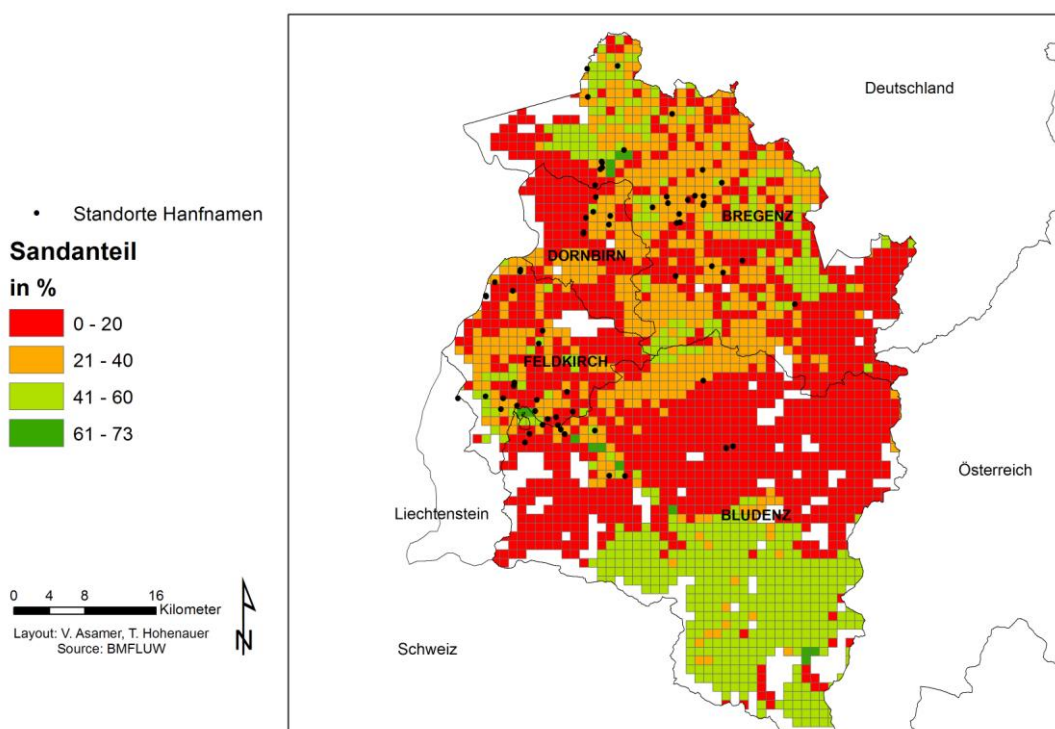 Standorte Hanfnamen
Sandanteil
in %
0 - 20
21 - 40
41 - 60
61 - 73
0 4 8 16
Kilometer
Layout: V. Asamer, T. Hohenauer
Source: BMFLUW
N
Deutschland
BREGENZ
DORNBIRN
FELDKIRCH
Österreich
Liechtenstein
BLUDENZ
Schweiz